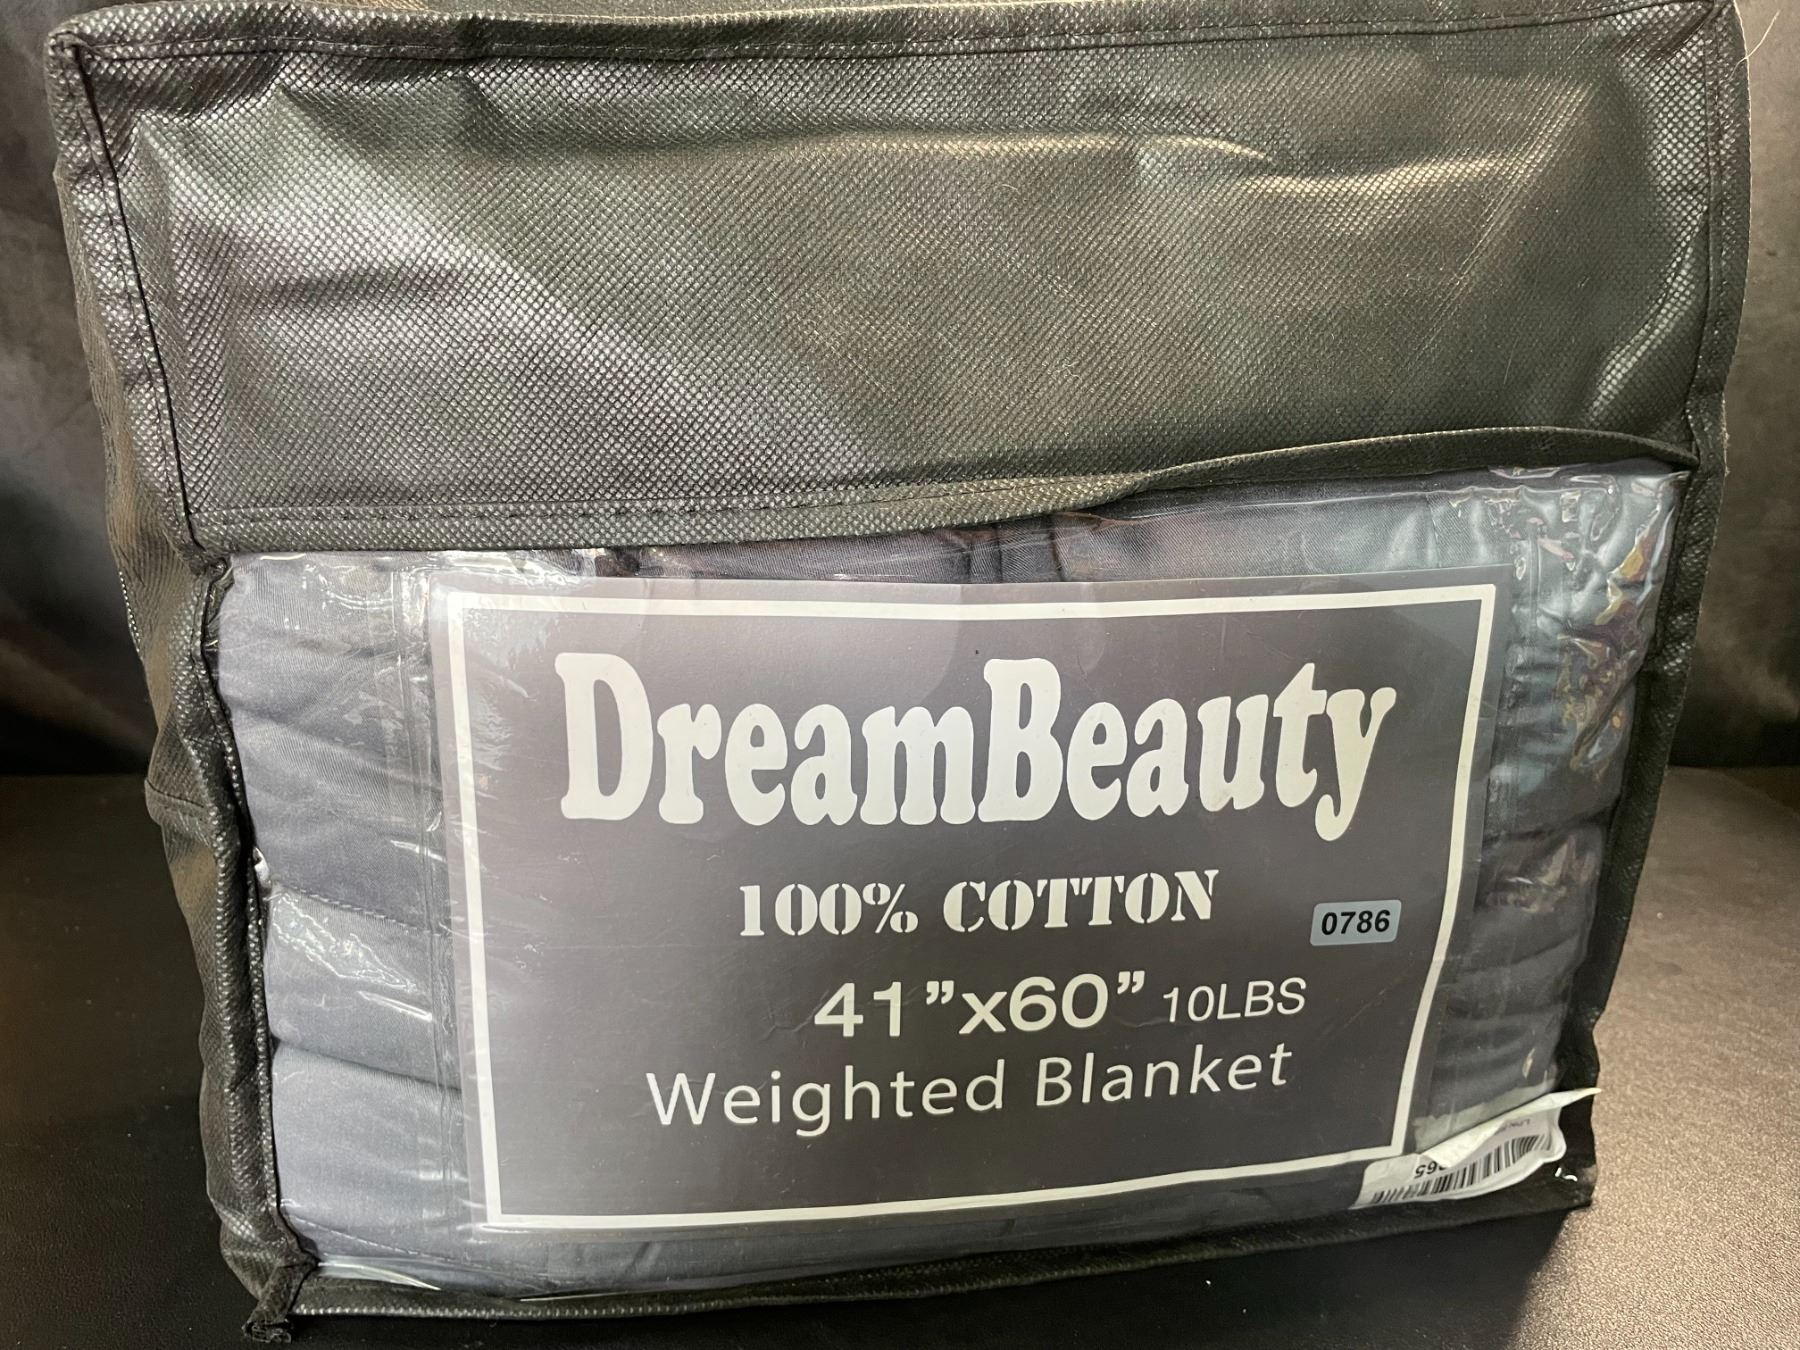 DreamBeauty
100% COTTON
0786
41”x60” 10LBS
Weighted Blanket